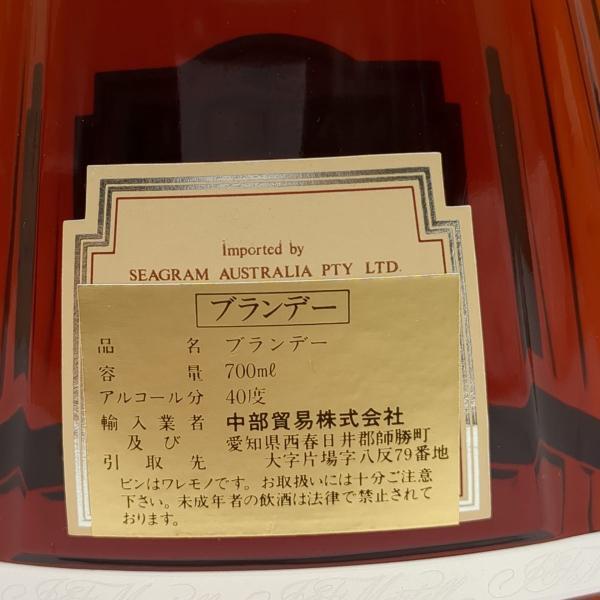 Imported by
SEAGRAM AUSTRALIA PTY LTD.
ブランデー
品名 ブランデー
容量 700mℓ
アルコール分 40度
輸入業者 中部貿易株式会社
及び 愛知県西春日井郡師勝町
引取先 大字片場字八反79番地
ビンはワレモノです。お取扱いには十分ご注意
下さい。未成年者の飲酒は法律で禁止されて
おります。